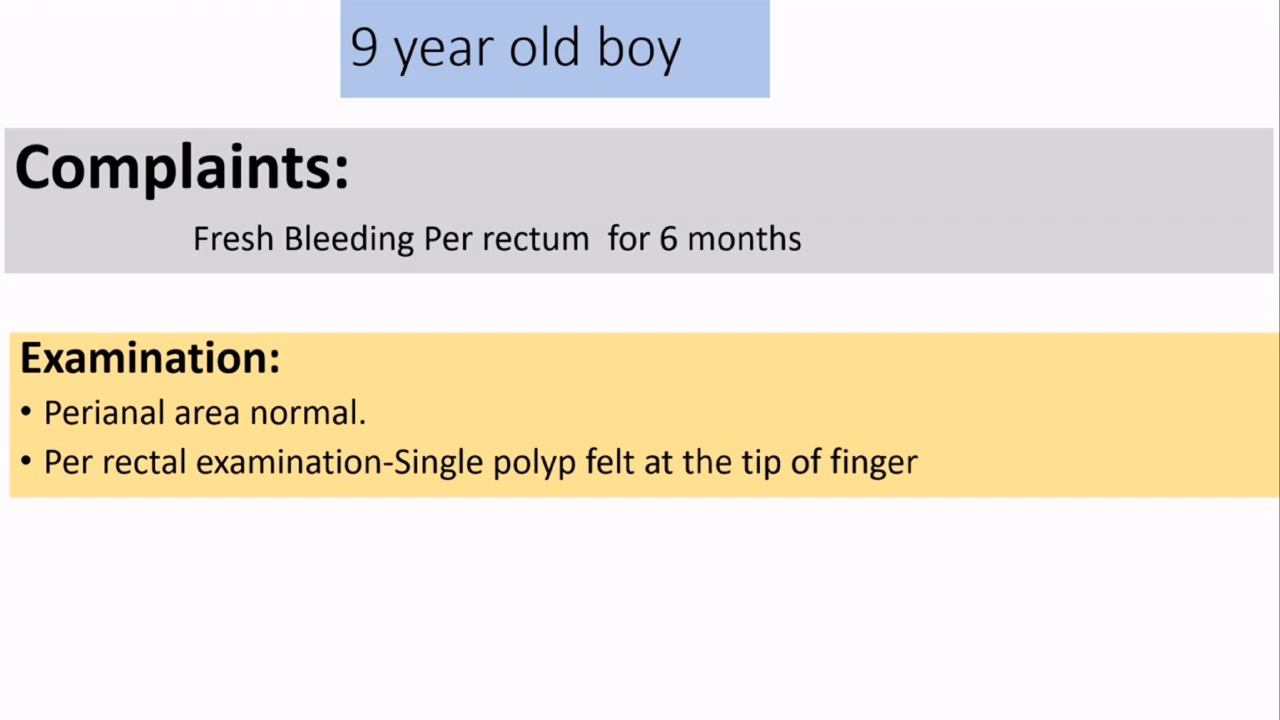 9 year old boy
Complaints:
Fresh Bleeding Per rectum for 6 months
Examination:
• Perianal area normal.
• Per rectal examination-Single polyp felt at the tip of finger